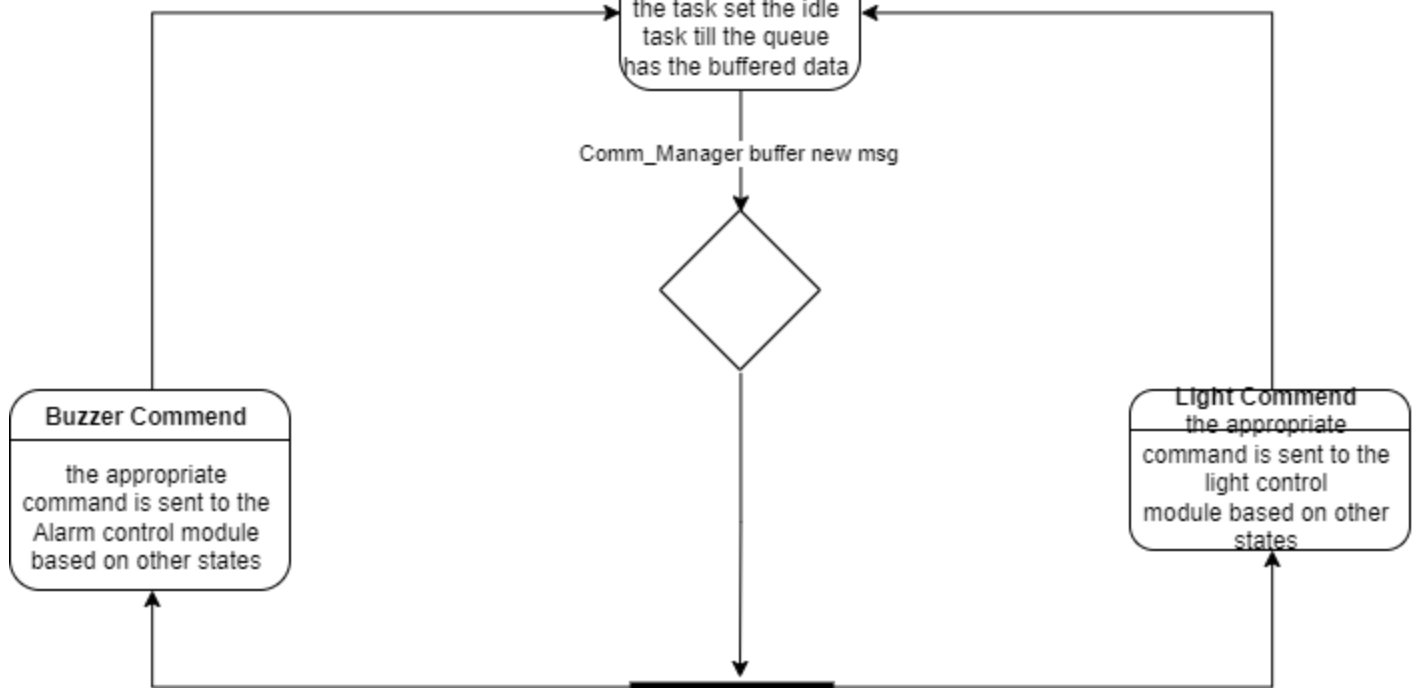 the task set the idle
task till the queue
has the buffered data
Comm_Manager buffer new msg
Buzzer Commend
the appropriate
command is sent to the
Alarm control module
based on other states
Light Commend
the appropriate
command is sent to the
light control
module based on other
states